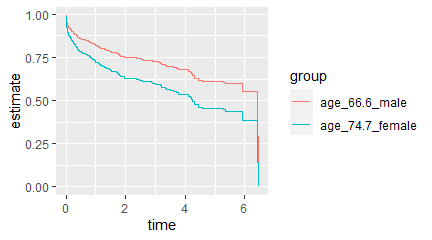 1.00
0.75
0.50
0.25
0.00
estimate
0 2 4 6
time
group
age_66.6_male
age_74.7_female